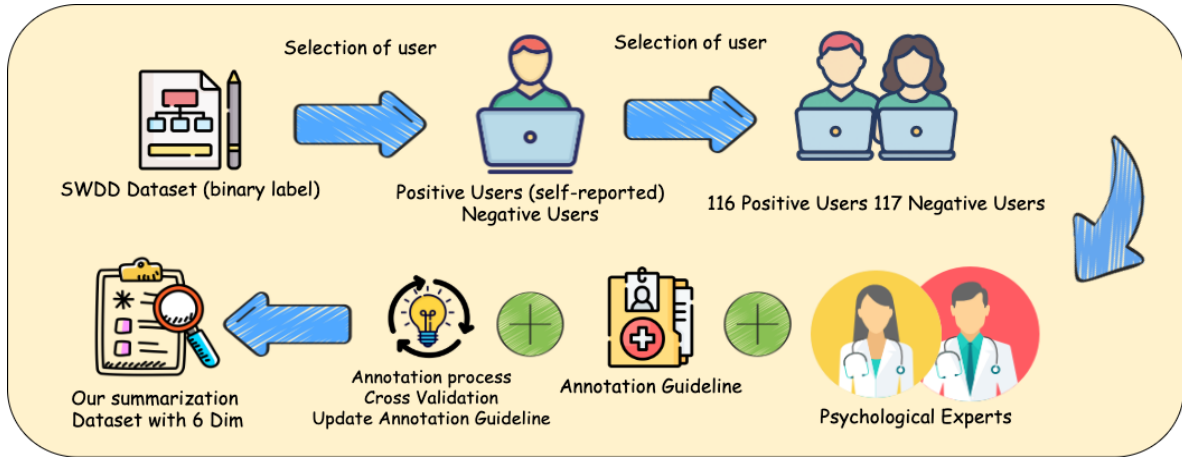 Selection of user
Selection of user
SWDD Dataset (binary label)
Positive Users (self-reported)
Negative Users
116 Positive Users 117 Negative Users
Our summarization
Dataset with 6 Dim
Annotation process
Cross Validation
Update Annotation Guideline
Annotation Guideline
Psychological Experts